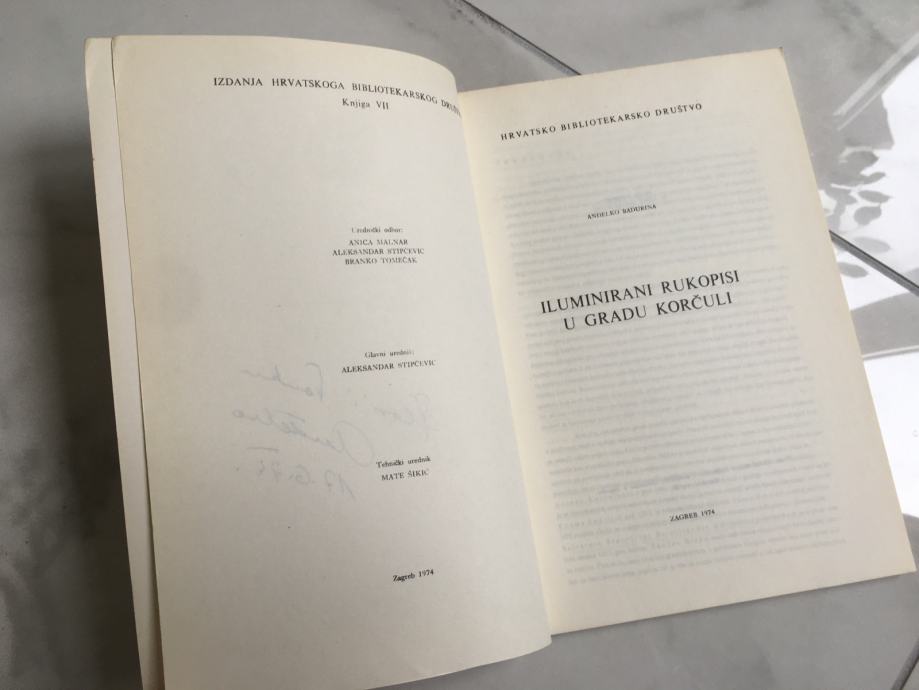 IZDANJA HRVATSKOGA BIBLIOTEKARSKOG DRUŠTV
Knjiga VII
Urednički odbor:
ANICA MALNAR
ALEKSANDAR STIPČEVIĆ
BRANKO TOMEČAK
Glavni urednik:
ALEKSANDAR STIPČEVIĆ
Tehnički urednik
MATE ŠIKIĆ
Zagreb 1974
HRVATSKO BIBLIOTEKARSKO DRUŠTVO
ANĐELKO BADURINA
ILUMINIRANI RUKOPISI
U GRADU KORČULI
ZAGREB 1974